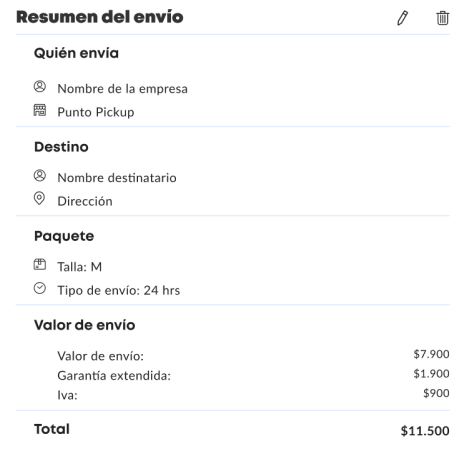 Resumen del envío
Quién envía
Nombre de la empresa
Punto Pickup
Destino
Nombre destinatario
Dirección
Paquete
Talla: M
Tipo de envío: 24 hrs
Valor de envío
Valor de envío: $7.900
Garantía extendida: $1.900
Iva: $900
Total $11.500